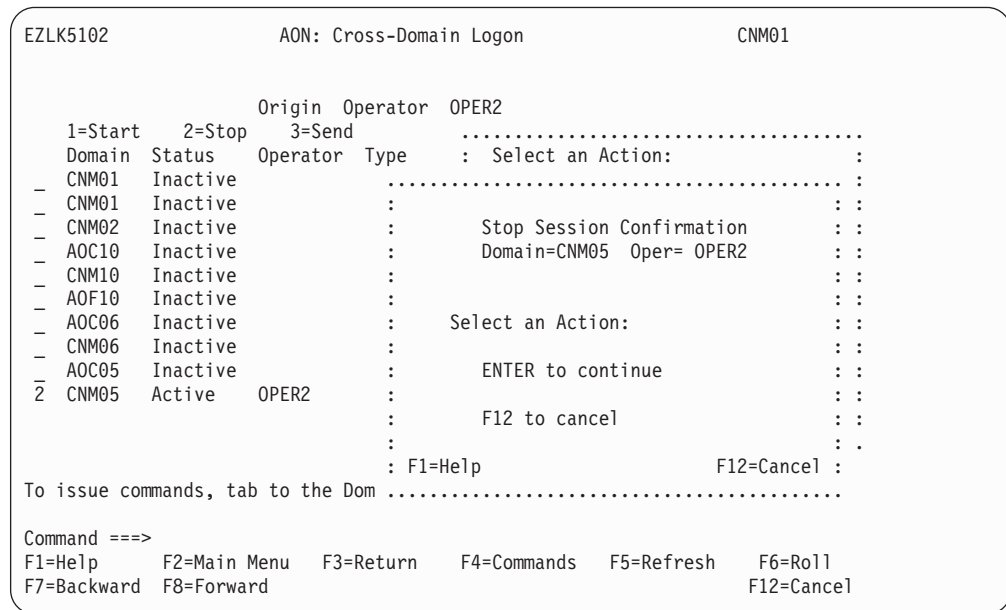 EZLK5102 AON: Cross-Domain Logon CNM01
Origin Operator OPER2
1=Start 2=Stop 3=Send ......................................
Domain Status Operator Type : Select an Action: :
_ CNM01 Inactive ........................................... :
_ CNM01 Inactive : : :
_ CNM02 Inactive : Stop Session Confirmation : :
_ AOC10 Inactive : Domain=CNM05 Oper= OPER2 : :
_ CNM10 Inactive : : :
_ AOF10 Inactive : : :
_ AOC06 Inactive : Select an Action: : :
_ CNM06 Inactive : : :
_ AOC05 Inactive : ENTER to continue : :
2 CNM05 Active OPER2 : : :
: F12 to cancel : :
: : .
: F1=Help F12=Cancel :
To issue commands, tab to the Dom ...........................................
Command ===>
F1=Help F2=Main Menu F3=Return F4=Commands F5=Refresh F6=Roll
F7=Backward F8=Forward F12=Cancel